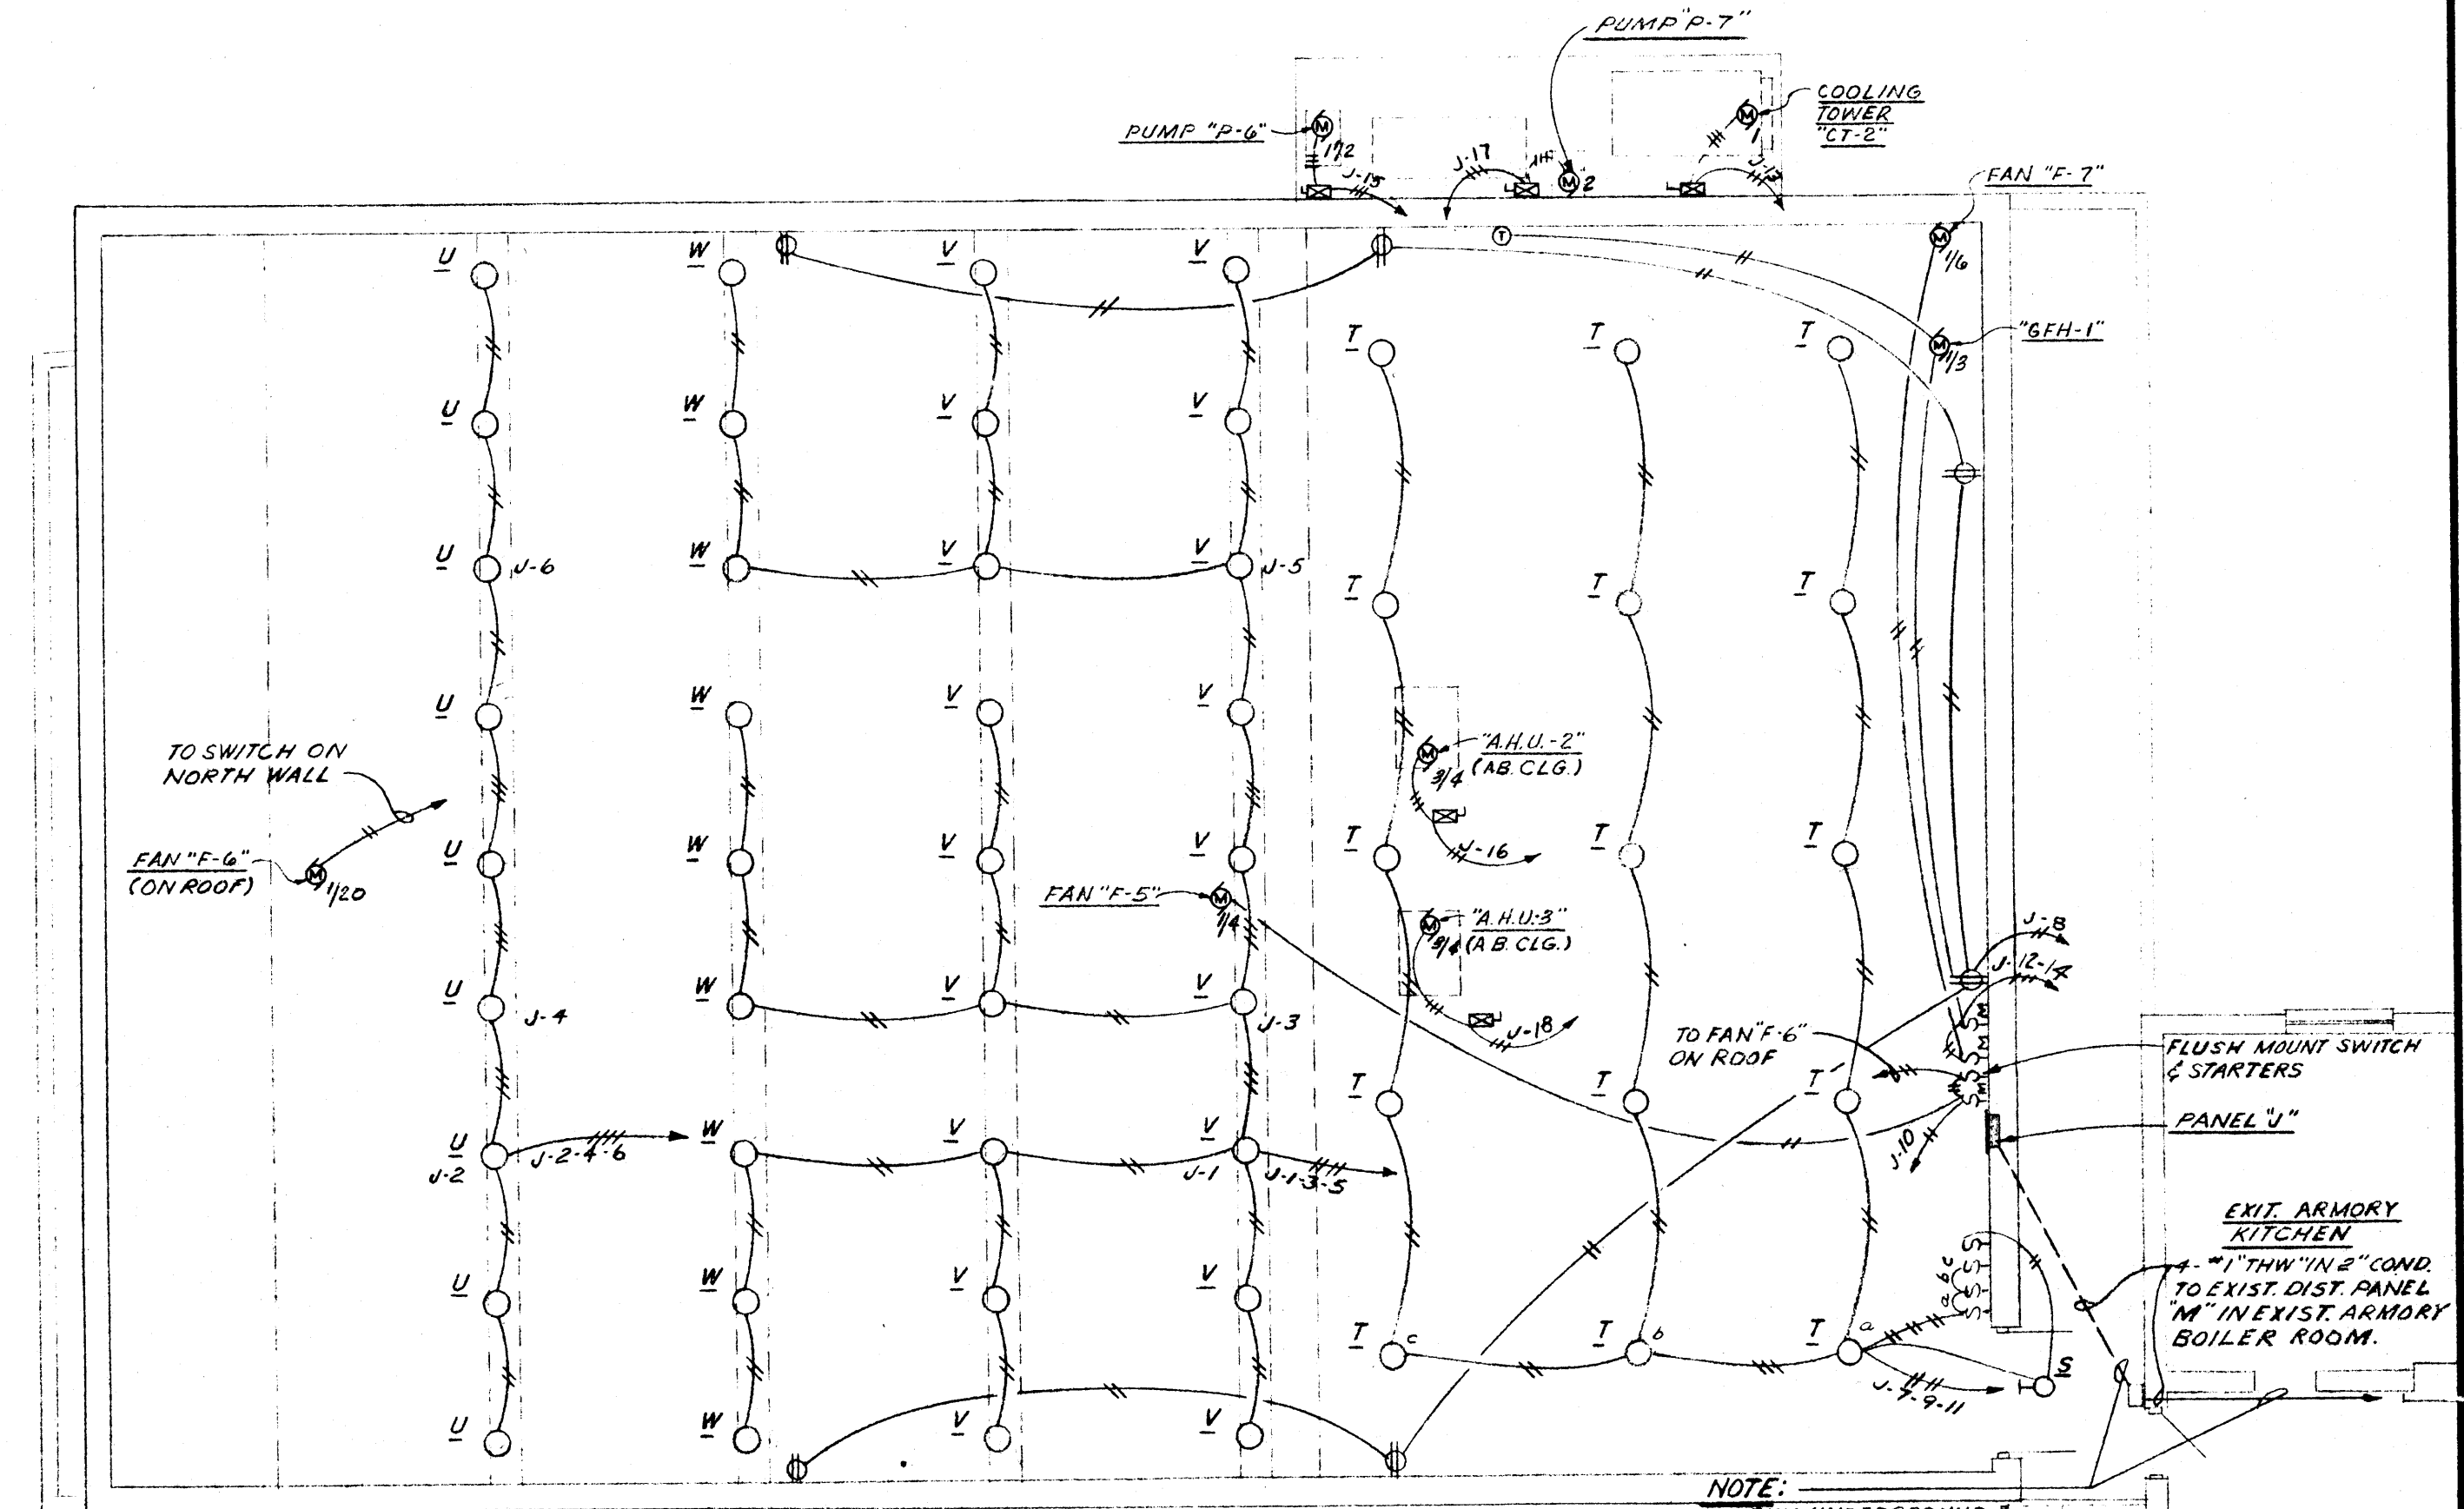 PUMP "P-7"
COOLING
TOWER
"CT-2"
PUMP "P-6"
M
M
1
1 1/2
J-15
J-17
M
2
J-13
FAN "F-7"
M
1/6
T
U
W
V
V
"GFH-1"
M
1/3
T
T
T
U
W
V
V
U
J-6
W
V
V
J-5
T
T
T
U
W
V
V
TO SWITCH ON
NORTH WALL
"A.H.U.-2"
(AB. CLG.)
M
3/4
J-16
FAN "F-6"
(ON ROOF)
M
1/20
U
W
V
V
T
T
T
FAN "F-5"
M
1/4
"A.H.U-3"
(AB. CLG.)
M
3/4
J-18
J-8
J-12-14
U
J-4
W
V
V
J-3
TO FAN "F-6"
ON ROOF
S M
S M
S M
FLUSH MOUNT SWITCH
& STARTERS
T
T
T
PANEL "J"
J-10
U
J-2
J-2-4-6
W
V
V
J-1
J-1-3-5
EXIT. ARMORY
KITCHEN
4-#1"THW"IN 2" COND.
TO EXIST. DIST. PANEL
"M" IN EXIST. ARMORY
BOILER ROOM.
S
S
S
S
a b c
U
W
V
V
T
c
T
b
T
a
S
J-7-9-11
U
W
V
V
NOTE:
UNDERGROUND